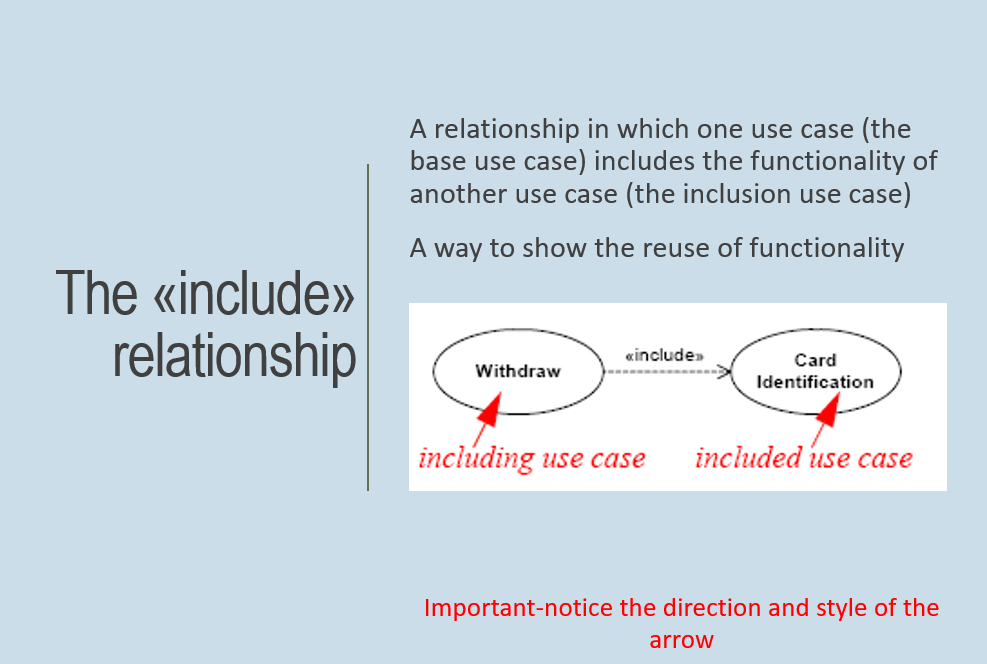 The «include»
relationship
A relationship in which one use case (the
base use case) includes the functionality of
another use case (the inclusion use case)
A way to show the reuse of functionality
Withdraw
«include»
Card
Identification
including use case
included use case
Important-notice the direction and style of the
arrow